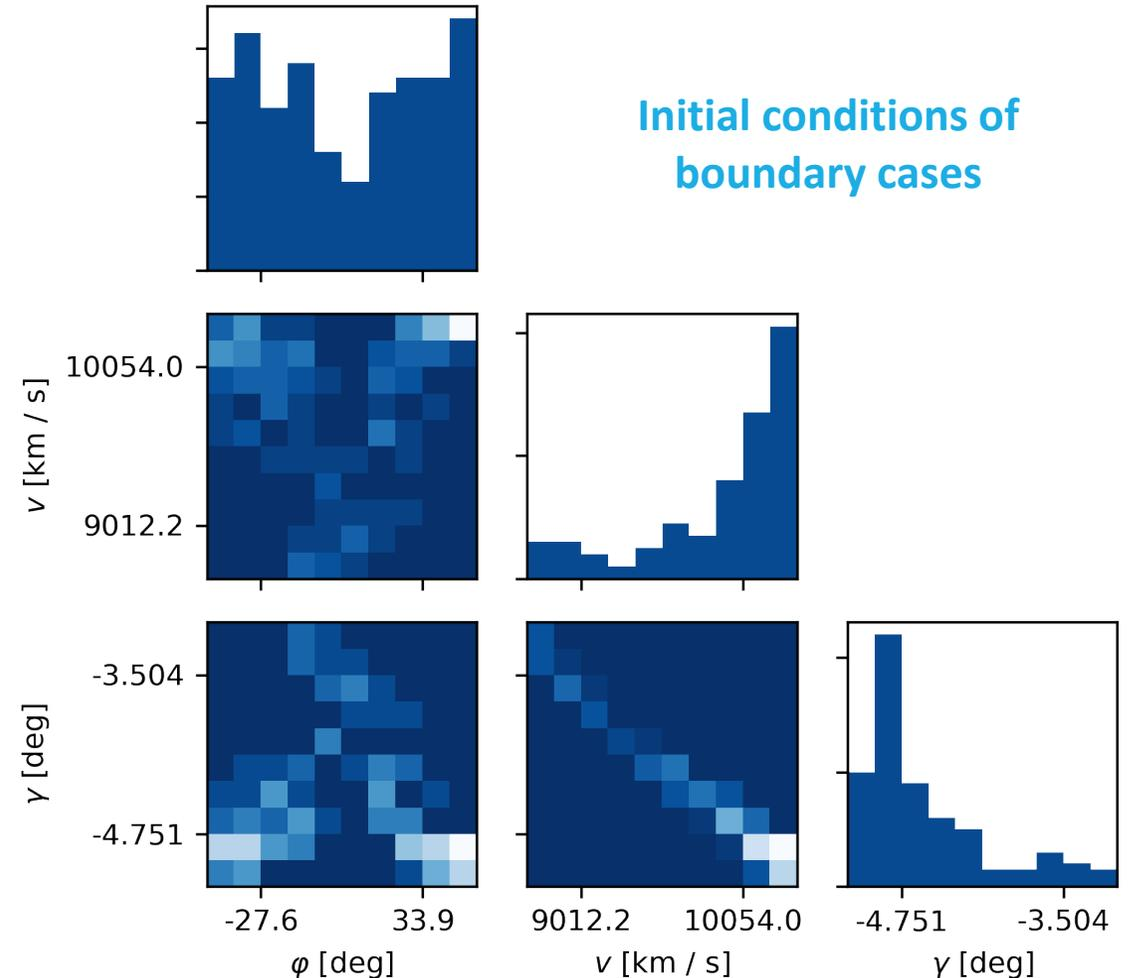 Initial conditions of
boundary cases
10054.0
9012.2
v [km / s]
-3.504
-4.751
γ [deg]
-27.6 33.9
φ [deg]
9012.2 10054.0
v [km / s]
-4.751 -3.504
γ [deg]